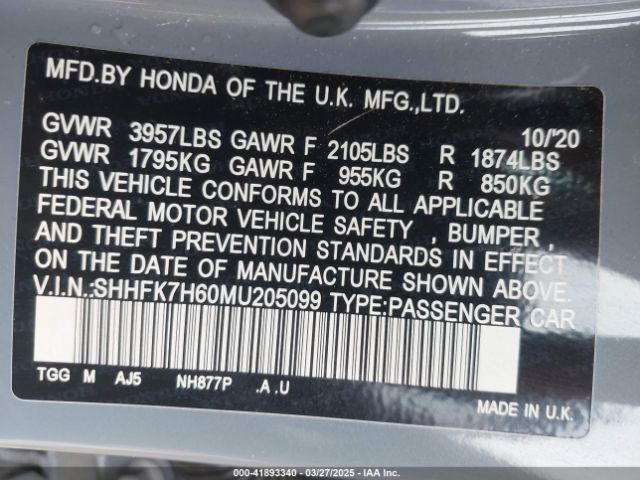 MFD.BY HONDA OF THE U.K. MFG.,LTD.
10/'20
GVWR 3957LBS GAWR F 2105LBS R 1874LBS
GVWR 1795KG GAWR F 955KG R 850KG
THIS VEHICLE CONFORMS TO ALL APPLICABLE
FEDERAL MOTOR VEHICLE SAFETY , BUMPER ,
AND THEFT PREVENTION STANDARDS IN EFFECT
ON THE DATE OF MANUFACTURE SHOWN ABOVE.
V.I.N.:SHHFK7H60MU205099 TYPE:PASSENGER CAR
TGG M AJ5 NH877P .A .U
MADE IN U.K.
000-41893340 - 03/27/2025 - IAA Inc.